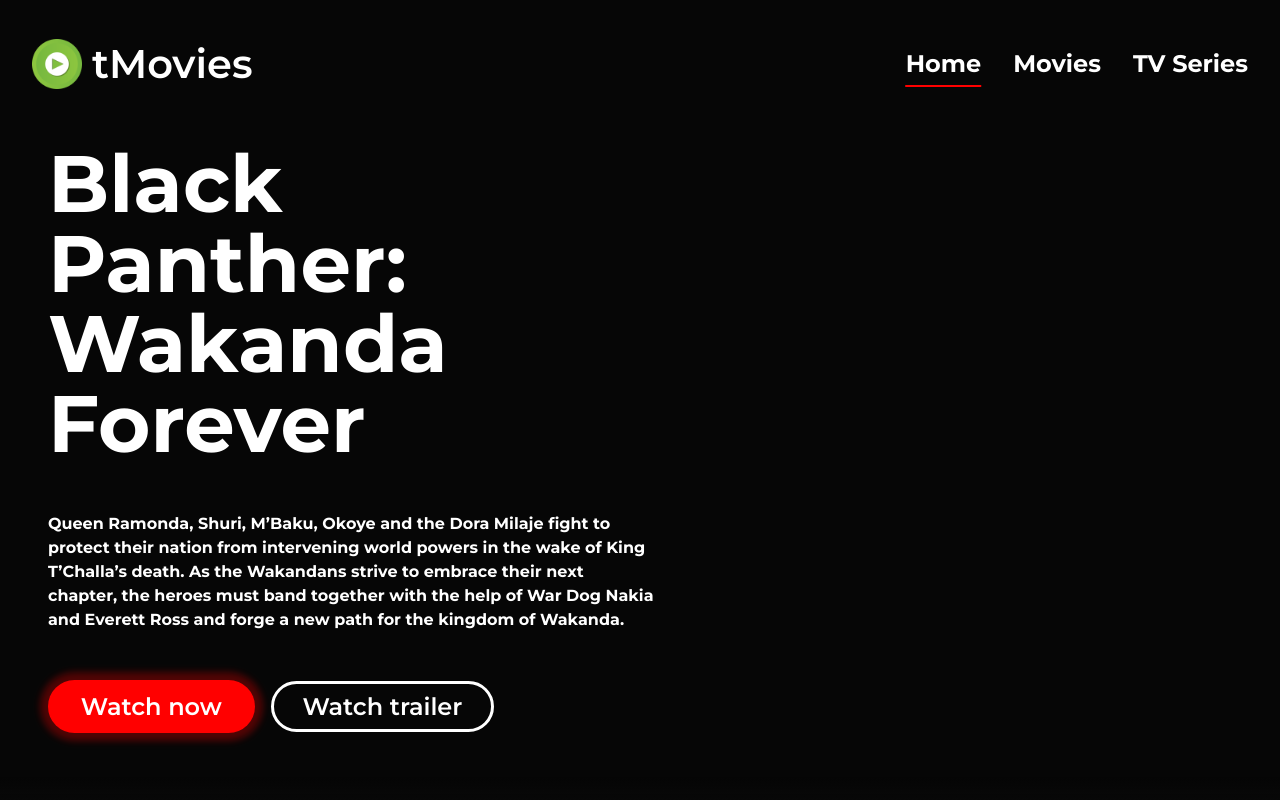 tMovies
Home
Movies
TV Series
Black
Panther:
Wakanda
Forever
Queen Ramonda, Shuri, M’Baku, Okoye and the Dora Milaje fight to
protect their nation from intervening world powers in the wake of King
T’Challa’s death. As the Wakandans strive to embrace their next
chapter, the heroes must band together with the help of War Dog Nakia
and Everett Ross and forge a new path for the kingdom of Wakanda.
Watch now
Watch trailer